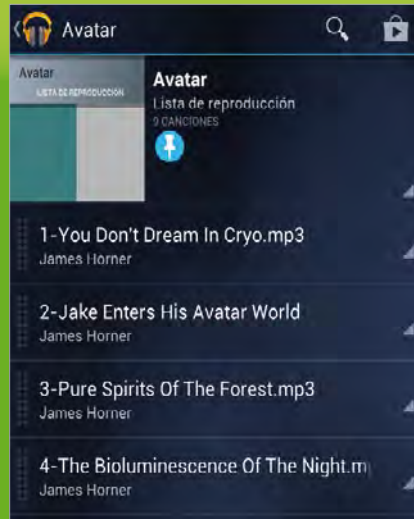 Avatar
Avatar
LISTA DE REPRODUCCIÓN
Avatar
Lista de reproducción
9 CANCIONES
1-You Don't Dream In Cryo.mp3
James Horner
2-Jake Enters His Avatar World
James Horner
3-Pure Spirits Of The Forest.mp3
James Horner
4-The Bioluminescence Of The Night.m
James Horner